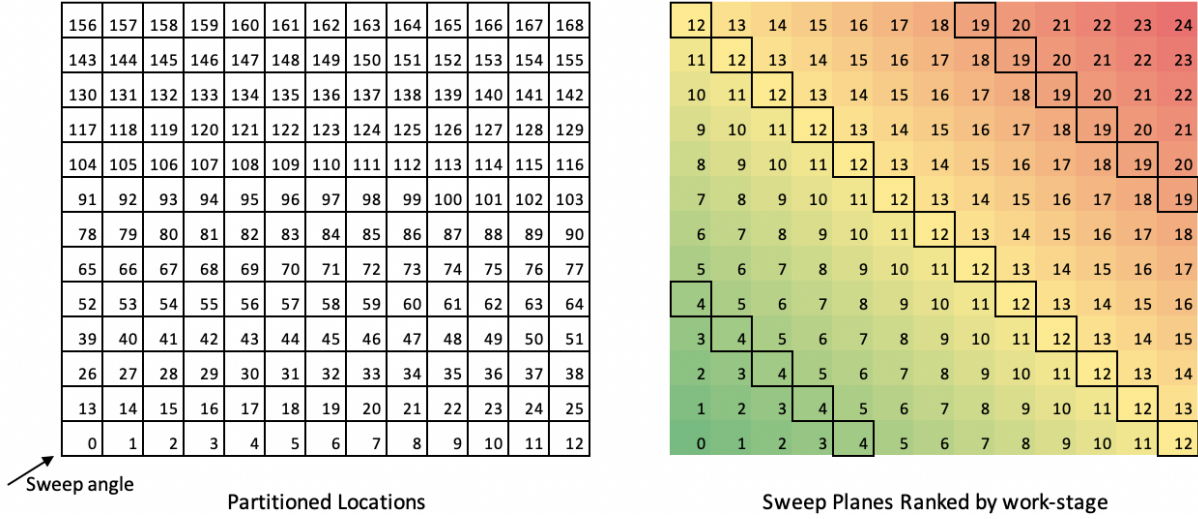 156 157 158 159 160 161 162 163 164 165 166 167 168 12 13 14 15 16 17 18 19 20 21 22 23 24
143 144 145 146 147 148 149 150 151 152 153 154 155 11 12 13 14 15 16 17 18 19 20 21 22 23
130 131 132 133 134 135 136 137 138 139 140 141 142 10 11 12 13 14 15 16 17 18 19 20 21 22
117 118 119 120 121 122 123 124 125 126 127 128 129 9 10 11 12 13 14 15 16 17 18 19 20 21
104 105 106 107 108 109 110 111 112 113 114 115 116 8 9 10 11 12 13 14 15 16 17 18 19 20
91 92 93 94 95 96 97 98 99 100 101 102 103 7 8 9 10 11 12 13 14 15 16 17 18 19
78 79 80 81 82 83 84 85 86 87 88 89 90 6 7 8 9 10 11 12 13 14 15 16 17 18
65 66 67 68 69 70 71 72 73 74 75 76 77 5 6 7 8 9 10 11 12 13 14 15 16 17
52 53 54 55 56 57 58 59 60 61 62 63 64 4 5 6 7 8 9 10 11 12 13 14 15 16
39 40 41 42 43 44 45 46 47 48 49 50 51 3 4 5 6 7 8 9 10 11 12 13 14 15
26 27 28 29 30 31 32 33 34 35 36 37 38 2 3 4 5 6 7 8 9 10 11 12 13 14
13 14 15 16 17 18 19 20 21 22 23 24 25 1 2 3 4 5 6 7 8 9 10 11 12 13
0 1 2 3 4 5 6 7 8 9 10 11 12 0 1 2 3 4 5 6 7 8 9 10 11 12
Sweep angle
Partitioned Locations
Sweep Planes Ranked by work-stage